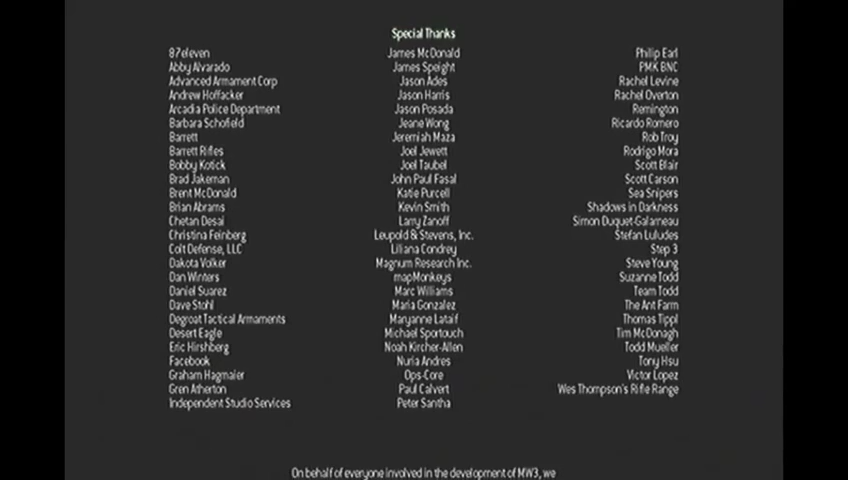 Special Thanks
87eleven
Abby Alvarado
Advanced Armament Corp
Andrew Hoffacker
Arcadia Police Department
Barbara Schofield
Barrett
Barrett Rifles
Bobby Kotick
Brad Jakeman
Brent McDonald
Brian Abrams
Chetan Desai
Christina Feinberg
Colt Defense, LLC
Dakota Volker
Dan Winters
Daniel Suarez
Dave Stohl
Degroat Tactical Armaments
Desert Eagle
Eric Hirshberg
Facebook
Graham Hagmaier
Gren Atherton
Independent Studio Services
James McDonald
James Speight
Jason Ades
Jason Harris
Jason Posada
Jeane Wong
Jeremiah Maza
Joel Jewett
Joel Taubel
John Paul Fasal
Katie Purcell
Kevin Smith
Larry Zanoff
Leupold & Stevens, Inc.
Liliana Condrey
Magnum Research Inc.
mapMonkeys
Marc Williams
Maria Gonzalez
Maryanne Lataif
Michael Sportouch
Noah Kircher-Allen
Nuria Andres
Ops-Core
Paul Calvert
Peter Santha
Philip Earl
PMK BNC
Rachel Levine
Rachel Overton
Remington
Ricardo Romero
Rob Troy
Rodrigo Mora
Scott Blair
Scott Carson
Sea Snipers
Shadows in Darkness
Simon Duquet-Galarneau
Stefan Luludes
Step 3
Steve Young
Suzanne Todd
Team Todd
The Ant Farm
Thomas Tippl
Tim McDonagh
Todd Mueller
Tony Hsu
Victor Lopez
Wes Thompson's Rifle Range
On behalf of everyone involved in the development of MW3, we